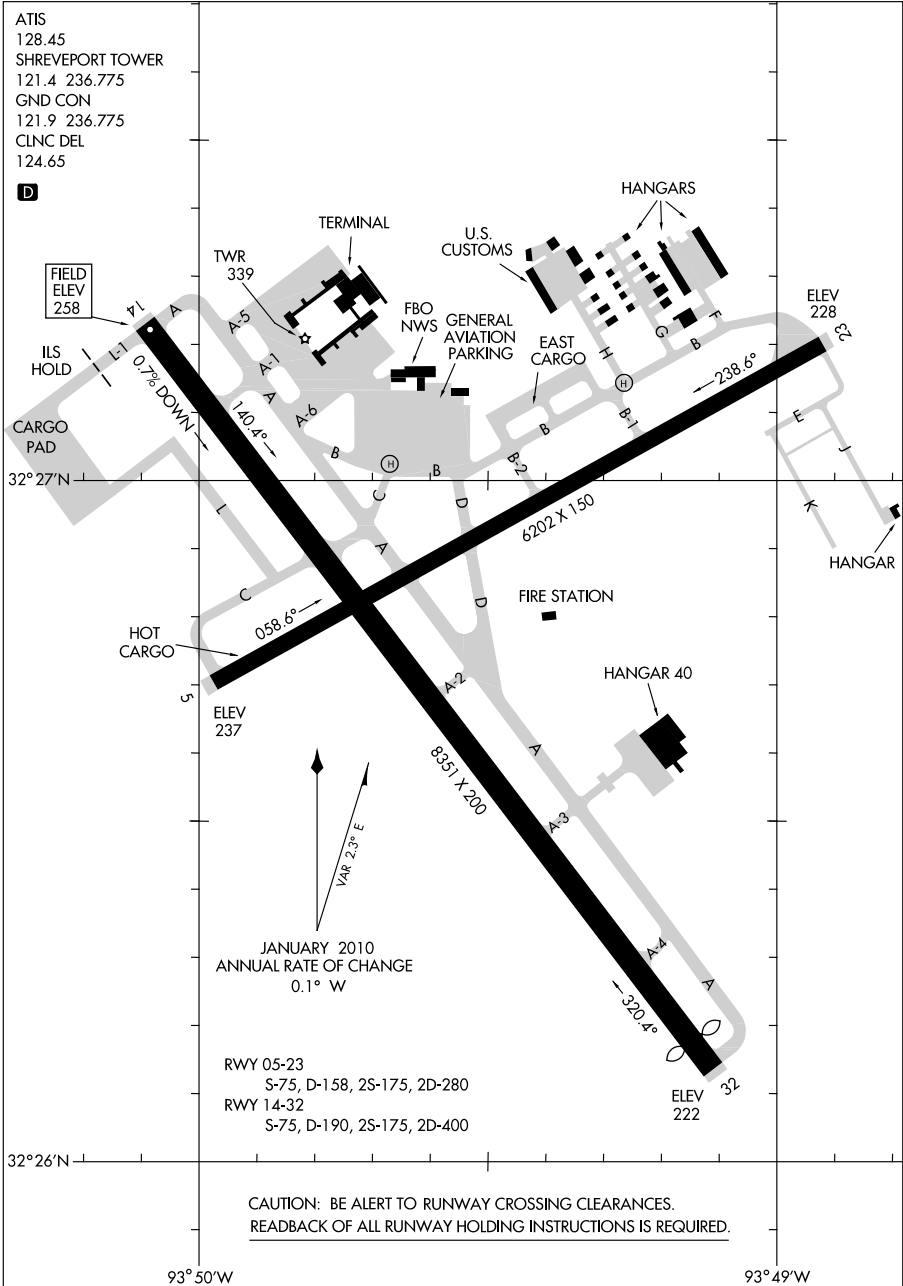 ATIS
128.45
SHREVEPORT TOWER
121.4 236.775
GND CON
121.9 236.775
CLNC DEL
124.65
D
HANGARS
TERMINAL
U.S.
CUSTOMS
TWR
339
FIELD
ELEV
258
14
A
A-5
FBO
NWS
GENERAL
AVIATION
PARKING
EAST
CARGO
ELEV
228
23
F
G
B
H
L-1
ILS
HOLD
0.7% DOWN
A-1
A
A-6
140.4°
238.6°
H
B
B-1
E
J
CARGO
PAD
B
H
B
B-2
32°27'N
C
D
L
6202 X 150
K
HANGAR
A
C
058.6°
D
FIRE STATION
HOT
CARGO
5
ELEV
237
A-2
HANGAR 40
A
8351 X 200
VAR 2.3° E
A-3
JANUARY 2010
ANNUAL RATE OF CHANGE
0.1° W
A-4
A
320.4°
RWY 05-23
S-75, D-158, 2S-175, 2D-280
RWY 14-32
S-75, D-190, 2S-175, 2D-400
32
ELEV
222
32°26'N
CAUTION: BE ALERT TO RUNWAY CROSSING CLEARANCES.
READBACK OF ALL RUNWAY HOLDING INSTRUCTIONS IS REQUIRED.
93°50'W
93°49'W